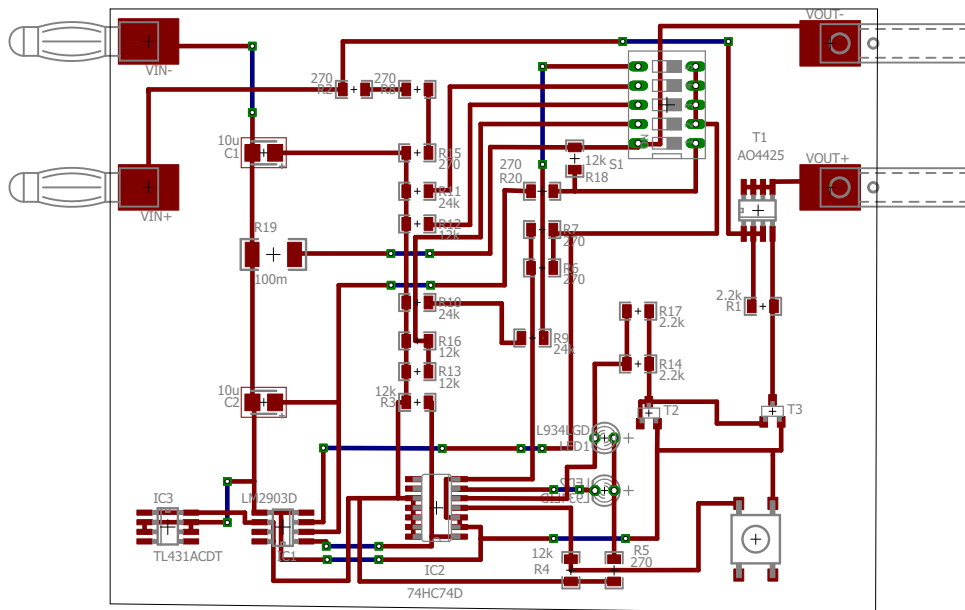 VOUT-
VIN-
270
R2
270
R8
T1
AO4425
10u
C1
R15
270
12k
S1
R18
270
R20
VOUT+
R11
24k
VIN+
R12
12k
R19
R7
270
100m
R6
270
R10
24k
2.2k
R1
R17
2.2k
R16
12k
R9
24k
R14
2.2k
R13
12k
10u
C2
12k
R3
T2
T3
L934LGD
LED1
LED2
IC3
LM2903D
TL431ACDT
IC1
IC2
74HC74D
12k
R4
R5
270